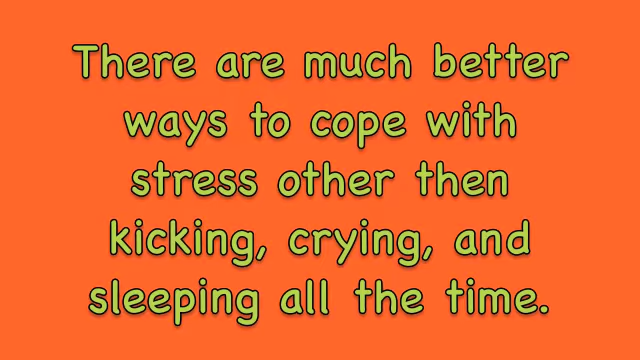 There are much better
ways to cope with
stress other then
kicking, crying, and
sleeping all the time.